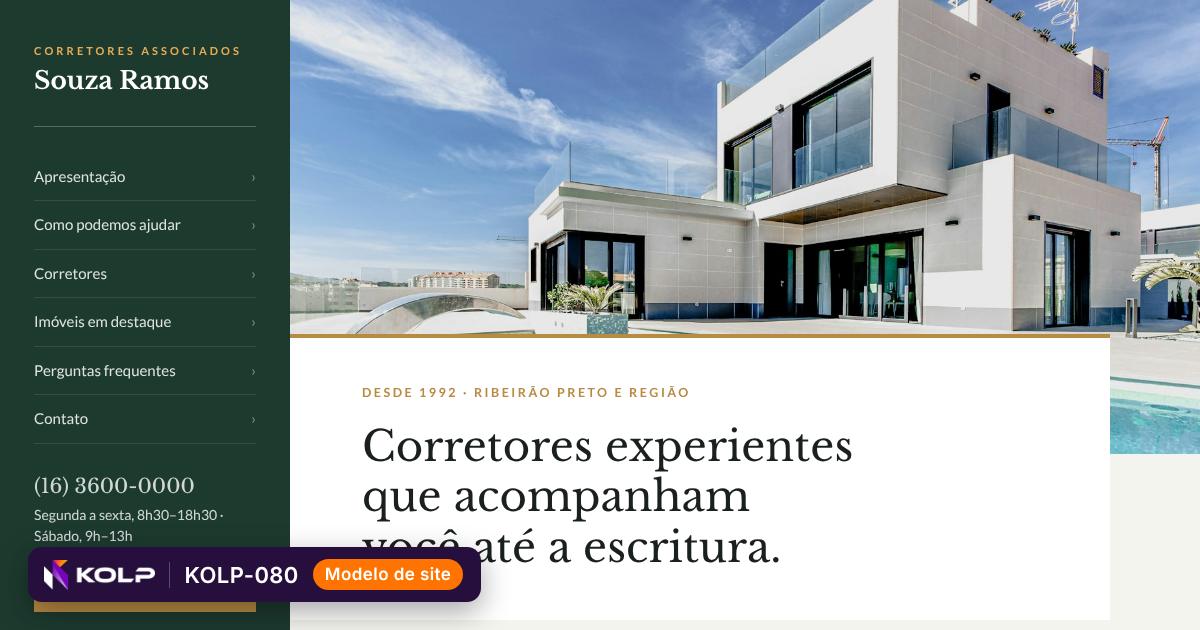 CORRETORES ASSOCIADOS
Souza Ramos
Apresentação
Como podemos ajudar
Corretores
Imóveis em destaque
Perguntas frequentes
Contato
(16) 3600-0000
Segunda a sexta, 8h30–18h30 ·
Sábado, 9h–13h
DESDE 1992 · RIBEIRÃO PRETO E REGIÃO
Corretores experientes
que acompanham
você até a escritura.
KOLP
KOLP-080
Modelo de site